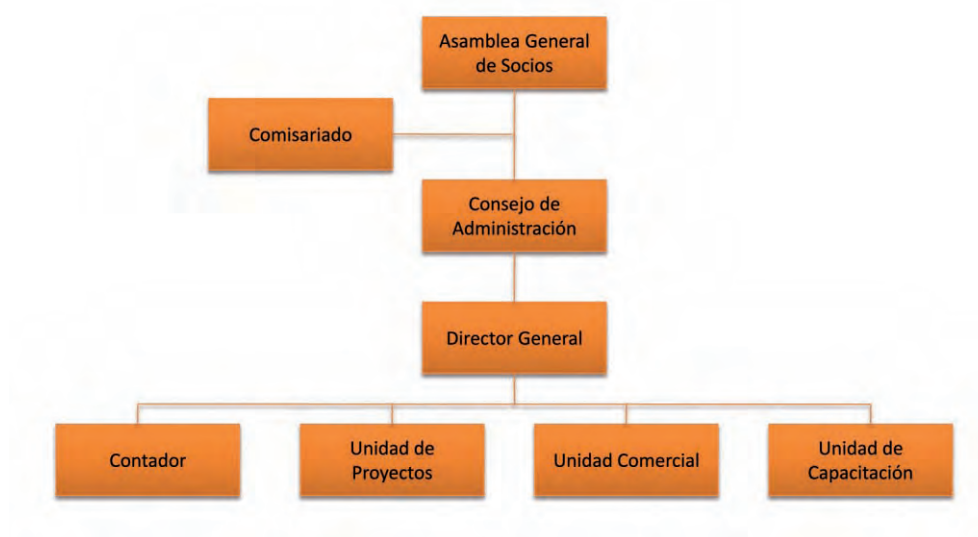 Asamblea General
de Socios
Comisariado
Consejo de
Administración
Director General
Contador
Unidad de
Proyectos
Unidad Comercial
Unidad de
Capacitación